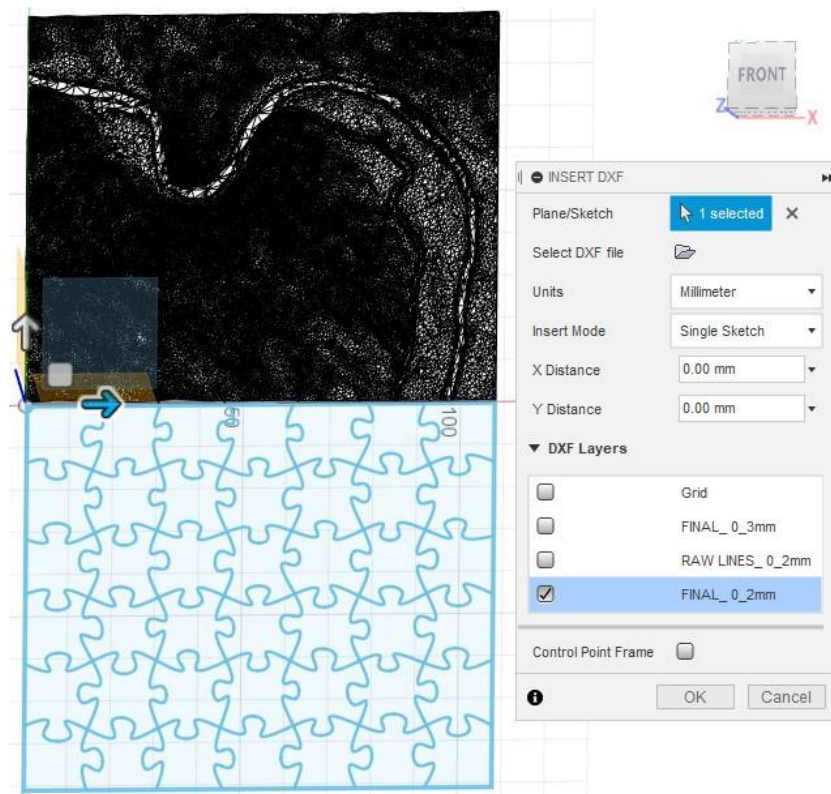 FRONT
Z
X
INSERT DXF
Plane/Sketch 1 selected
Select DXF file
Units Millimeter
Insert Mode Single Sketch
X Distance 0.00 mm
Y Distance 0.00 mm
DXF Layers
Grid
FINAL_ 0_3mm
RAW LINES_ 0_2mm
FINAL_ 0_2mm
Control Point Frame
OK Cancel
50
100